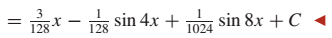 = 3/128 x − 1/128 sin 4x + 1/1024 sin 8x + C ◄